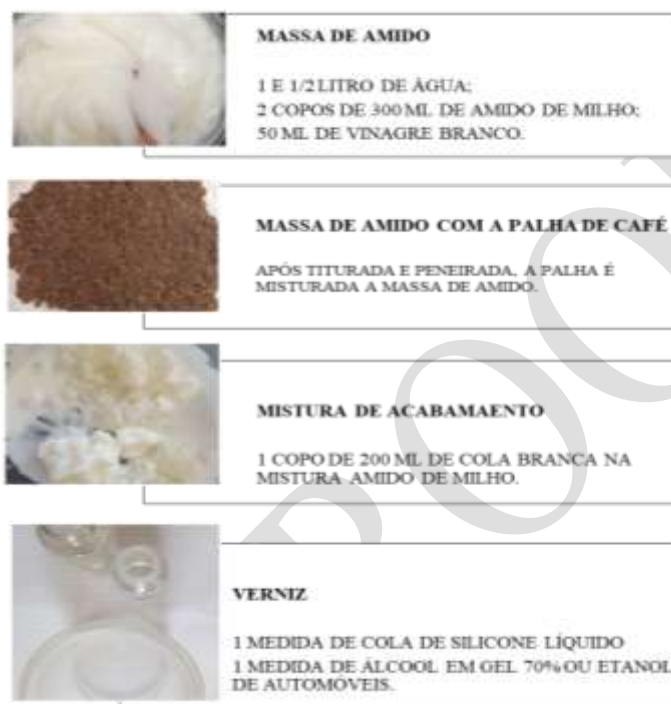 MASSA DE AMIDO
1 E 1/2 LITRO DE ÁGUA;
2 COPOS DE 300 ML DE AMIDO DE MILHO;
50 ML DE VINAGRE BRANCO.
MASSA DE AMIDO COM A PALHA DE CAFÉ
APÓS TITURADA E PENEIRADA, A PALHA É
MISTURADA A MASSA DE AMIDO.
MISTURA DE ACABAMAENTO
1 COPO DE 200 ML DE COLA BRANCA NA
MISTURA AMIDO DE MILHO.
VERNIZ
1 MEDIDA DE COLA DE SILICONE LÍQUIDO
1 MEDIDA DE ÁLCOOL EM GEL 70% OU ETANOL
DE AUTOMÓVEIS.